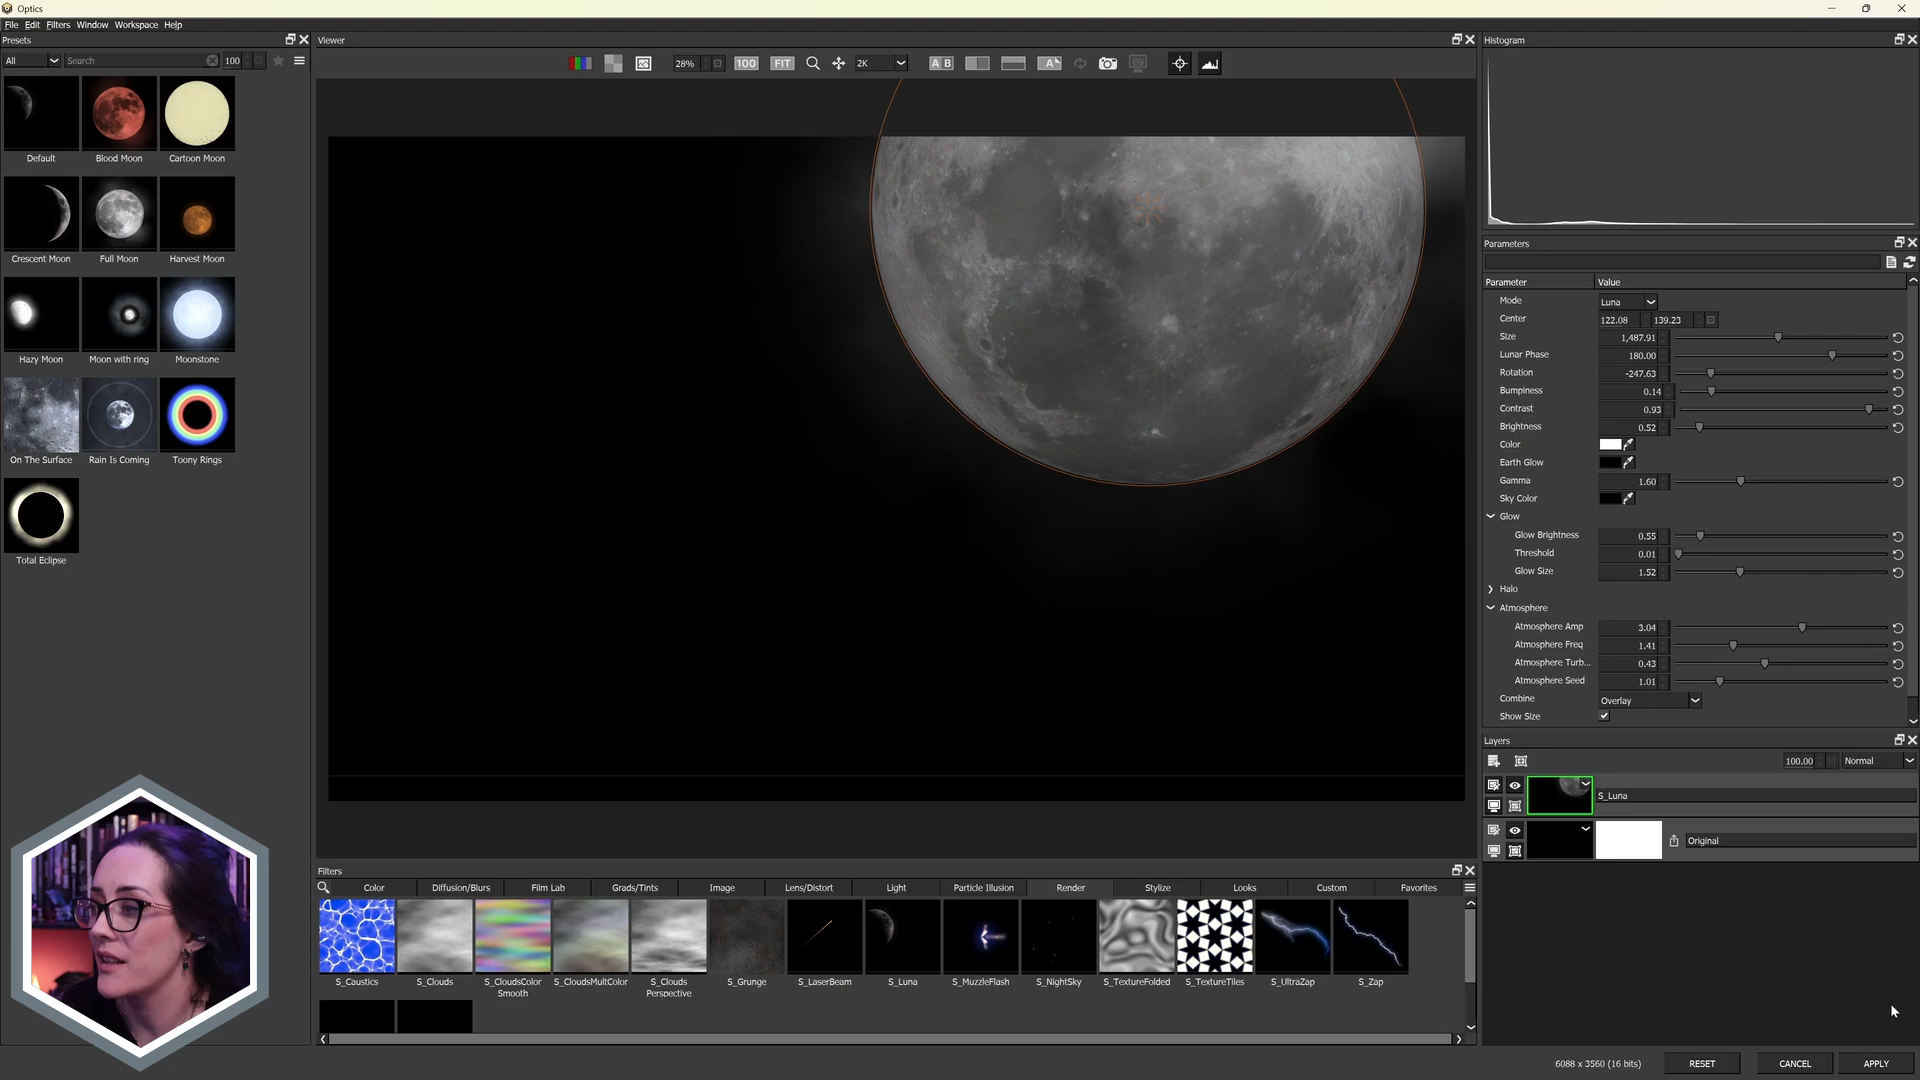 Optics
File Edit Filters Window Workspace Help
Presets
All Search 100
Default Blood Moon Cartoon Moon
Crescent Moon Full Moon Harvest Moon
Hazy Moon Moon with ring Moonstone
On The Surface Rain Is Coming Toony Rings
Total Eclipse
Viewer
28% 100 FIT 2K A B A
Filters
Color Diffusion/Blurs Film Lab Grads/Tints Image Lens/Distort Light Particle Illusion Render Stylize Looks Custom Favorites
S_Caustics S_Clouds S_CloudsColor Smooth S_CloudsMultColor S_Clouds Perspective S_Grunge S_LaserBeam S_Luna S_MuzzleFlash S_NightSky S_TextureFolded S_TextureTiles S_UltraZap S_Zap
Histogram
Parameters
Parameter Value
Mode Luna
Center 122.08 139.23
Size 1,487.91
Lunar Phase 180.00
Rotation -247.63
Bumpiness 0.14
Contrast 0.93
Brightness 0.52
Color
Earth Glow
Gamma 1.60
Sky Color
Glow
Glow Brightness 0.55
Threshold 0.01
Glow Size 1.52
Halo
Atmosphere
Atmosphere Amp 3.04
Atmosphere Freq 1.41
Atmosphere Turb... 0.43
Atmosphere Seed 1.01
Combine Overlay
Show Size
Layers
100.00 Normal
S_Luna
Original
6088 x 3560 (16 bits) RESET CANCEL APPLY